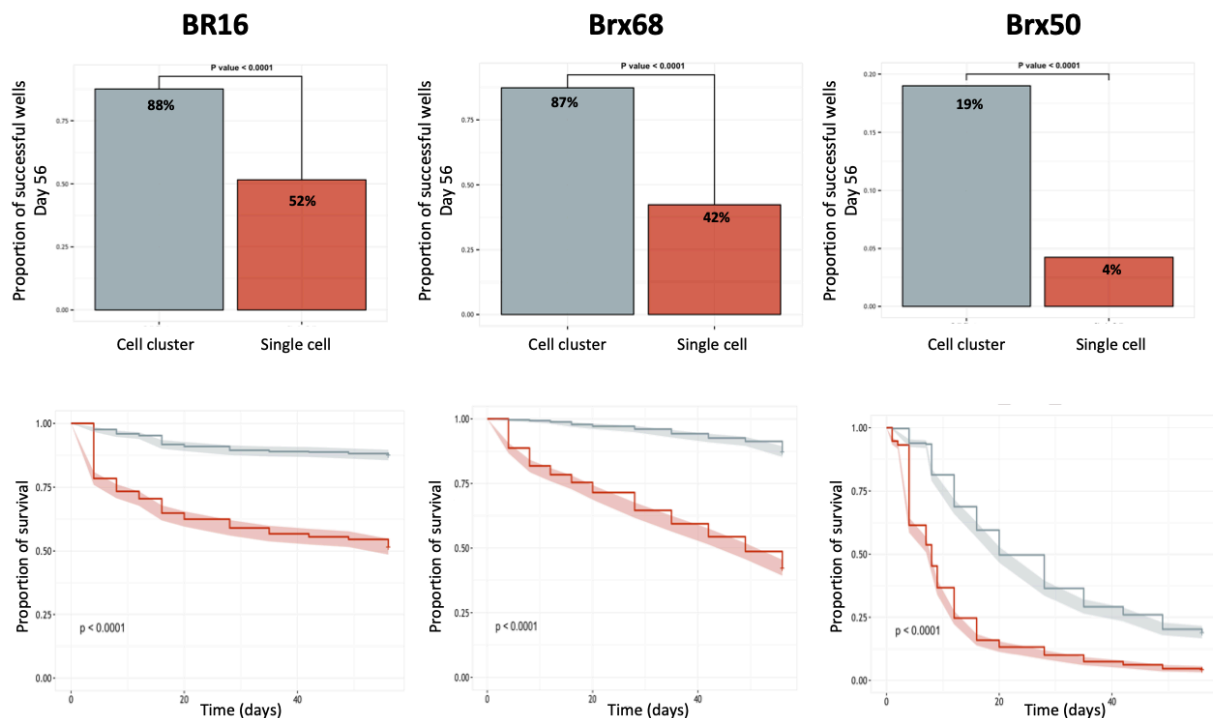 BR16
Brx68
Brx50
Proportion of successful wells
Day 56
P value < 0.0001
0.75
0.50
0.25
0.00
88%
52%
Cell cluster
Single cell
Proportion of successful wells
Day 56
P value < 0.0001
0.75
0.50
0.25
0.00
87%
42%
Cell cluster
Single cell
Proportion of successful wells
Day 56
P value < 0.0001
0.20
0.15
0.10
0.05
0.00
19%
4%
Cell cluster
Single cell
Proportion of survival
1.00
0.75
0.50
0.25
0.00
p < 0.0001
0
20
40
Time (days)
Proportion of survival
1.00
0.75
0.50
0.25
0.00
p < 0.0001
0
20
40
Time (days)
Proportion of survival
1.00
0.75
0.50
0.25
0.00
p < 0.0001
0
20
40
Time (days)